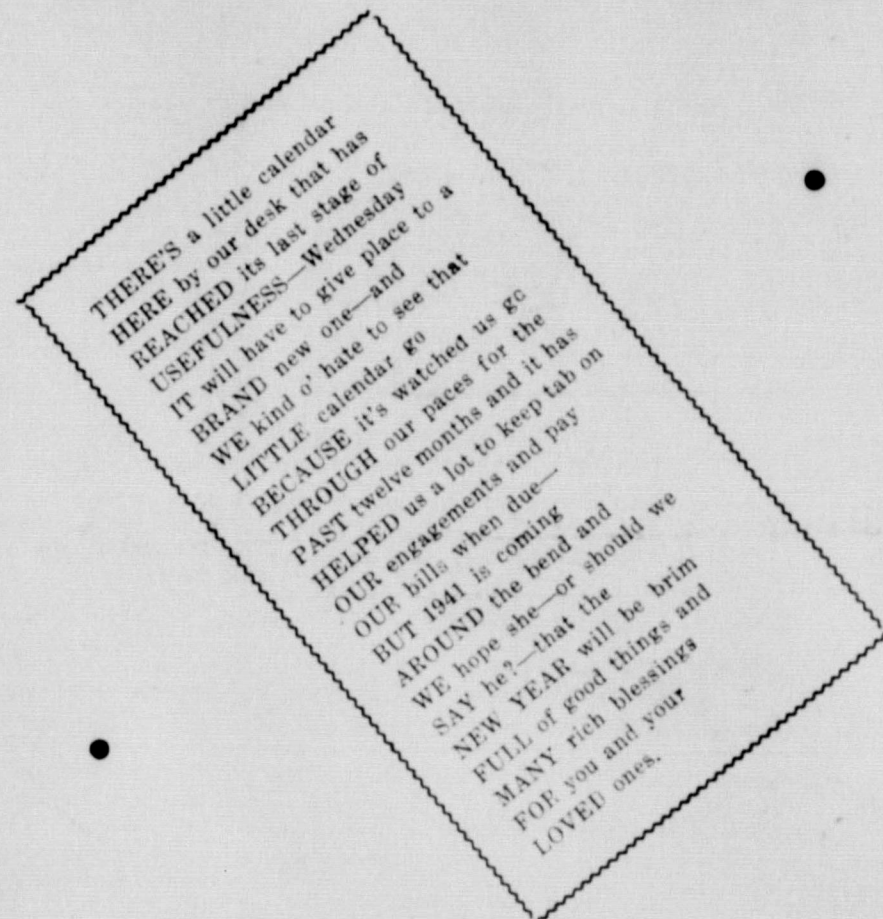 THERE'S a little calendar
HERE by our desk that has
REACHED its last stage of
USEFULNESS—Wednesday
IT will have to give place to a
BRAND new one—and
WE kind o' hate to see that
LITTLE calendar go
BECAUSE it's watched us go
THROUGH our paces for the
PAST twelve months and it has
HELPED us a lot to keep tab on
OUR engagements and pay
OUR bills when due—.
BUT 1941 is coming
AROUND the bend and
WE hope she—or should we
SAY he?—that the
NEW YEAR will be brim
FULL of good things and
MANY rich blessings
FOR you and your
LOVED ones.